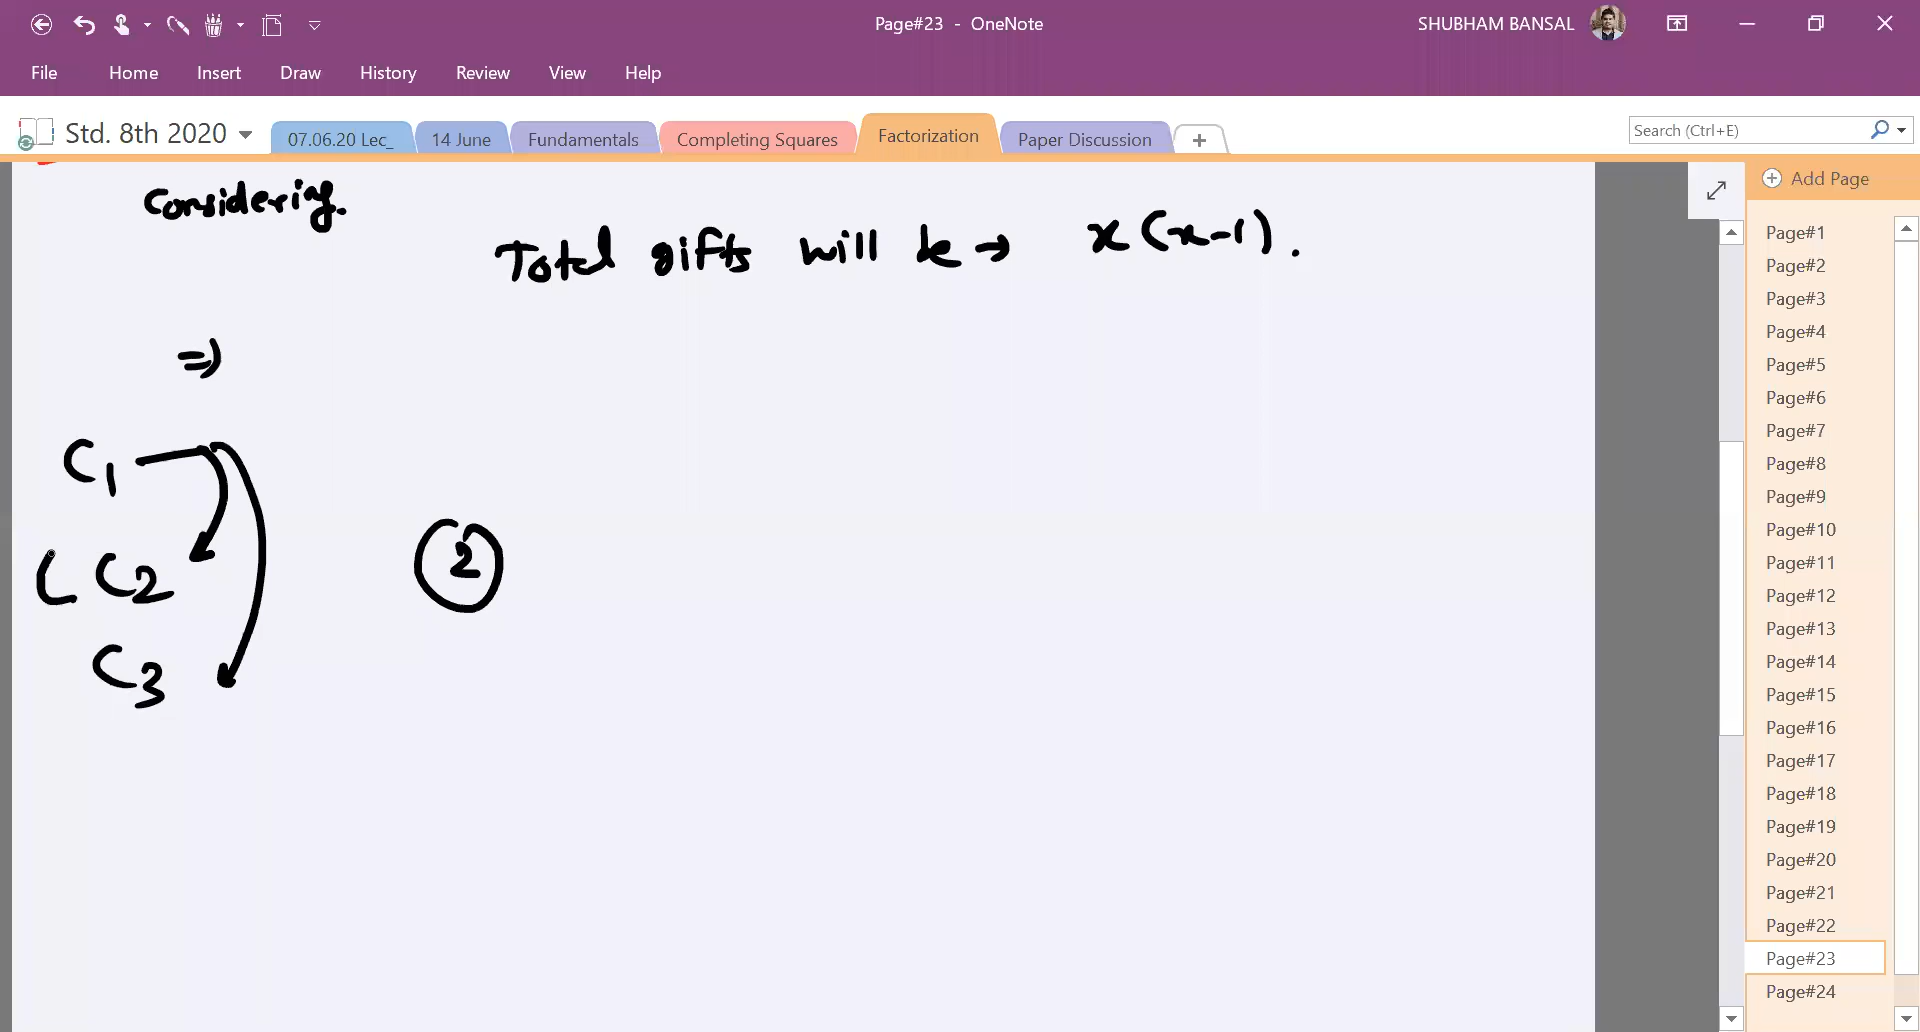 Page#23 - OneNote
SHUBHAM BANSAL
File Home Insert Draw History Review View Help
Std. 8th 2020
07.06.20 Lec_ 14 June Fundamentals Completing Squares Factorization Paper Discussion +
Search (Ctrl+E)
Add Page
Considering.
Total gifts will be → x(x-1).
⇒
C1
C2
C3
2
Page#1
Page#2
Page#3
Page#4
Page#5
Page#6
Page#7
Page#8
Page#9
Page#10
Page#11
Page#12
Page#13
Page#14
Page#15
Page#16
Page#17
Page#18
Page#19
Page#20
Page#21
Page#22
Page#23
Page#24